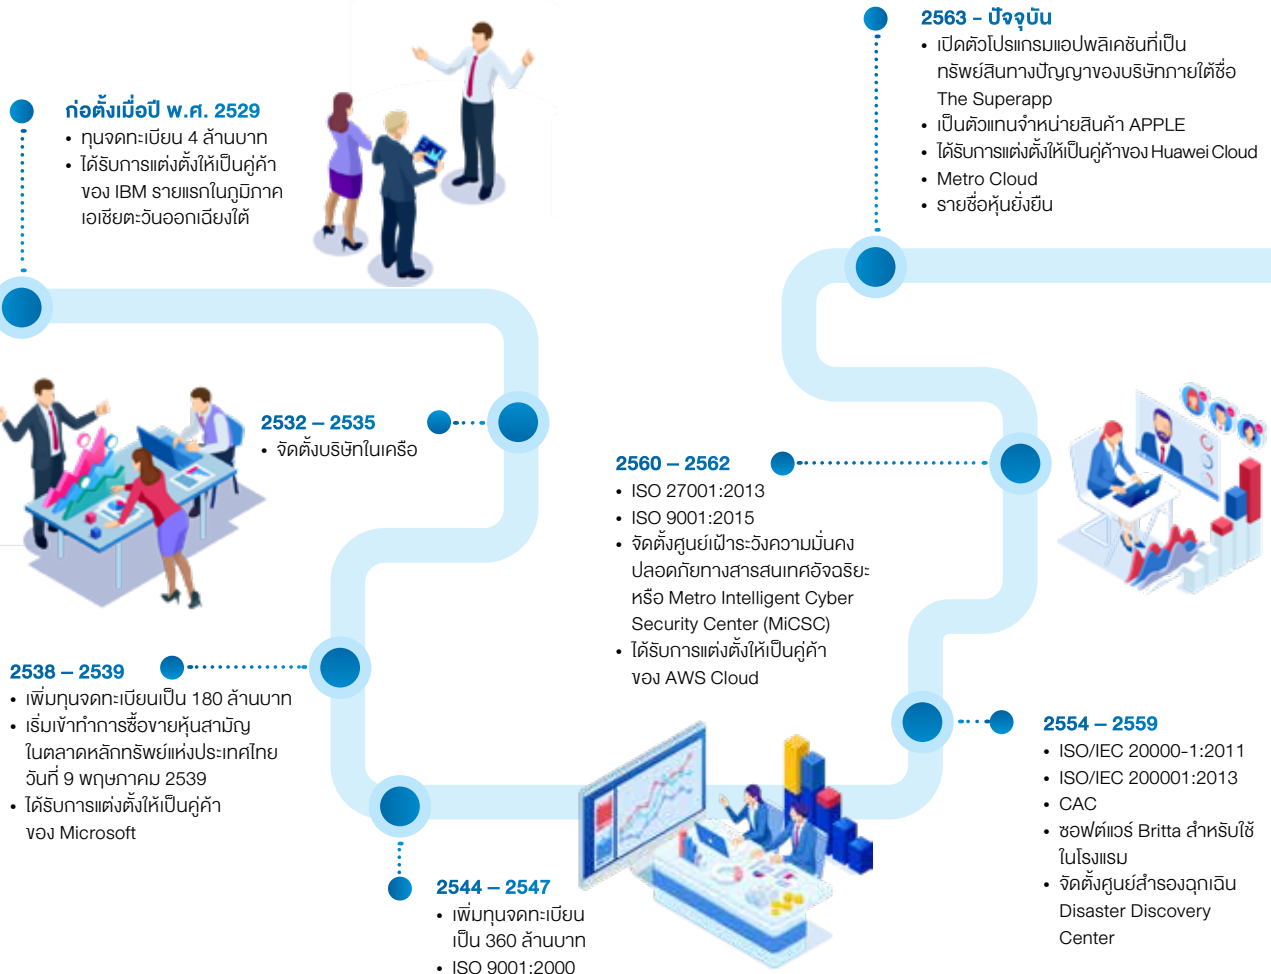 ก่อตั้งเมื่อปี พ.ศ. 2529
• ทุนจดทะเบียน 4 ล้านบาท
• ได้รับการแต่งตั้งให้เป็นคู่ค้า
ของ IBM รายแรกในภูมิภาค
เอเชียตะวันออกเฉียงใต้
2532 – 2535
• จัดตั้งบริษัทในเครือ
2538 – 2539
• เพิ่มทุนจดทะเบียนเป็น 180 ล้านบาท
• เริ่มเข้าทำการซื้อขายหุ้นสามัญ
ในตลาดหลักทรัพย์แห่งประเทศไทย
วันที่ 9 พฤษภาคม 2539
• ได้รับการแต่งตั้งให้เป็นคู่ค้า
ของ Microsoft
2544 – 2547
• เพิ่มทุนจดทะเบียน
เป็น 360 ล้านบาท
• ISO 9001:2000
2554 – 2559
• ISO/IEC 20000-1:2011
• ISO/IEC 200001:2013
• CAC
• ซอฟต์แวร์ Britta สำหรับใช้
ในโรงแรม
• จัดตั้งศูนย์สำรองฉุกเฉิน
Disaster Discovery
Center
2560 – 2562
• ISO 27001:2013
• ISO 9001:2015
• จัดตั้งศูนย์เฝ้าระวังความมั่นคง
ปลอดภัยทางสารสนเทศอัจฉริยะ
หรือ Metro Intelligent Cyber
Security Center (MiCSC)
• ได้รับการแต่งตั้งให้เป็นคู่ค้า
ของ AWS Cloud
2563 - ปัจจุบัน
• เปิดตัวโปรแกรมแอปพลิเคชันที่เป็น
ทรัพย์สินทางปัญญาของบริษัทภายใต้ชื่อ
The Superapp
• เป็นตัวแทนจำหน่ายสินค้า APPLE
• ได้รับการแต่งตั้งให้เป็นคู่ค้าของ Huawei Cloud
• Metro Cloud
• รายชื่อหุ้นยั่งยืน